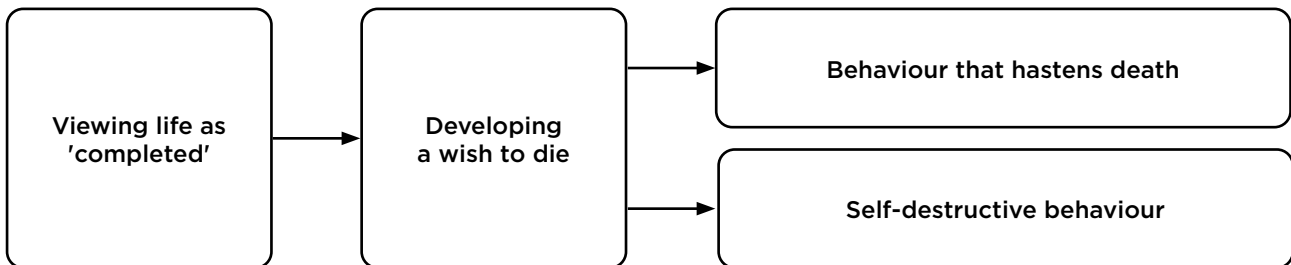 Viewing life as
'completed'
Developing
a wish to die
Behaviour that hastens death
Self-destructive behaviour